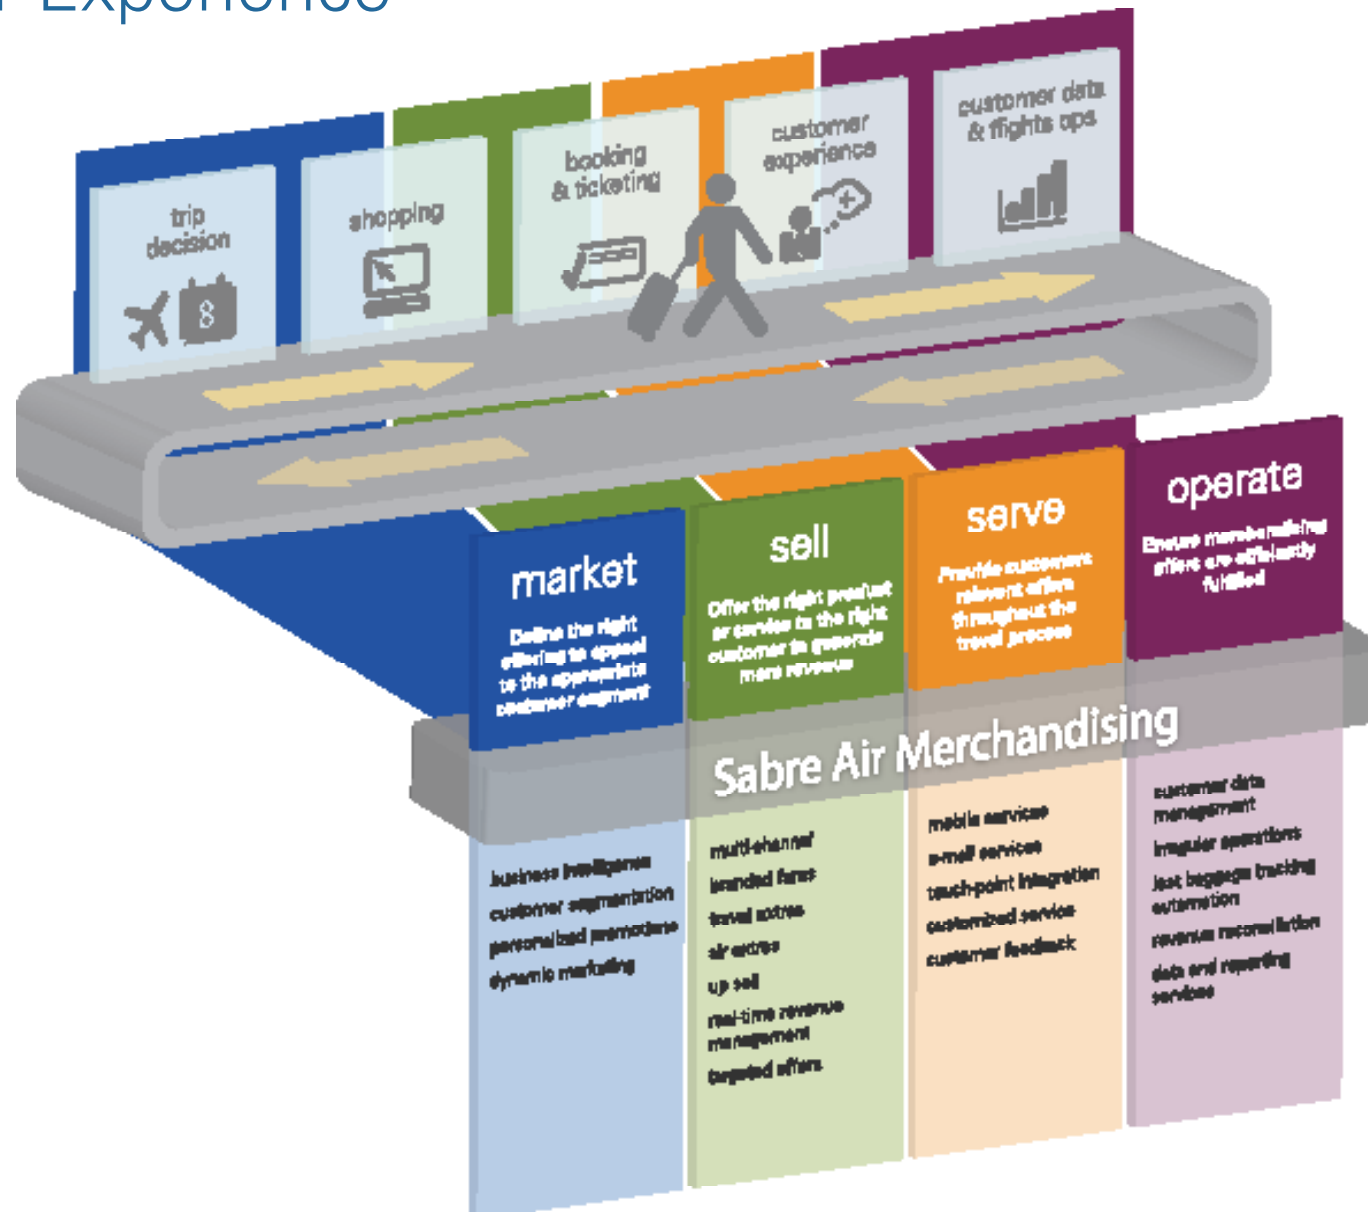 Experience
trip
decision
shopping
booking
& ticketing
customer
experience
customer data
& flights ops
market
Define the right
offering to appeal
to the appropriate
customer segment
sell
Offer the right product
or service to the right
customer to generate
more revenue
serve
Provide customers
relevant offers
throughout the
travel process
operate
Ensure merchandising
offers are efficiently
fulfilled
Sabre Air Merchandising
business intelligence
customer segmentation
personalized promotions
dynamic marketing
multi-channel
branded fares
travel extras
air extras
up sell
real-time revenue
management
targeted offers
mobile services
e-mail services
touch-point integration
customized service
customer feedback
customer data
management
irregular operations
lost baggage tracking
automation
revenue reconciliation
data and reporting
services